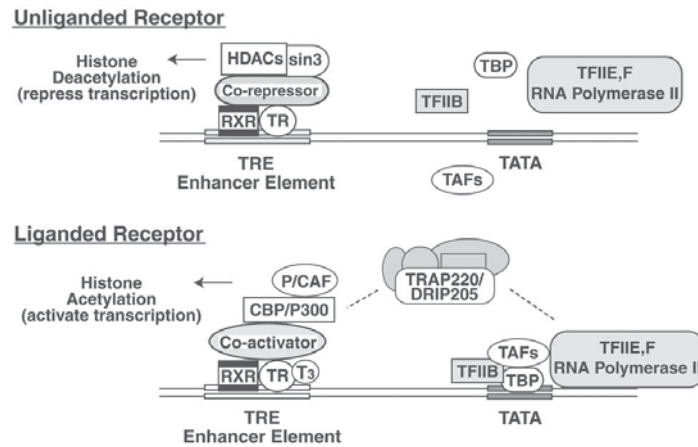 Unliganded Receptor
Histone
Deacetylation
(repress transcription)
HDACs
sin3
Co-repressor
RXR
TR
TRE
Enhancer Element
TBP
TFIIB
TAFs
TATA
TFIIE,F
RNA Polymerase II
Liganded Receptor
Histone
Acetylation
(activate transcription)
P/CAF
CBP/P300
Co-activator
RXR
TR
T3
TRE
Enhancer Element
TRAP220/
DRIP205
TFIIB
TAFs
TBP
TATA
TFIIE,F
RNA Polymerase II